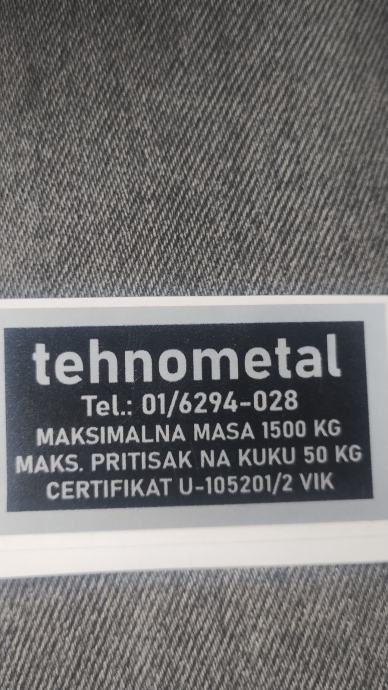 tehnometal
Tel.: 01/6294-028
MAKSIMALNA MASA 1500 KG
MAKS. PRITISAK NA KUKU 50 KG
CERTIFIKAT U-105201/2 VIK